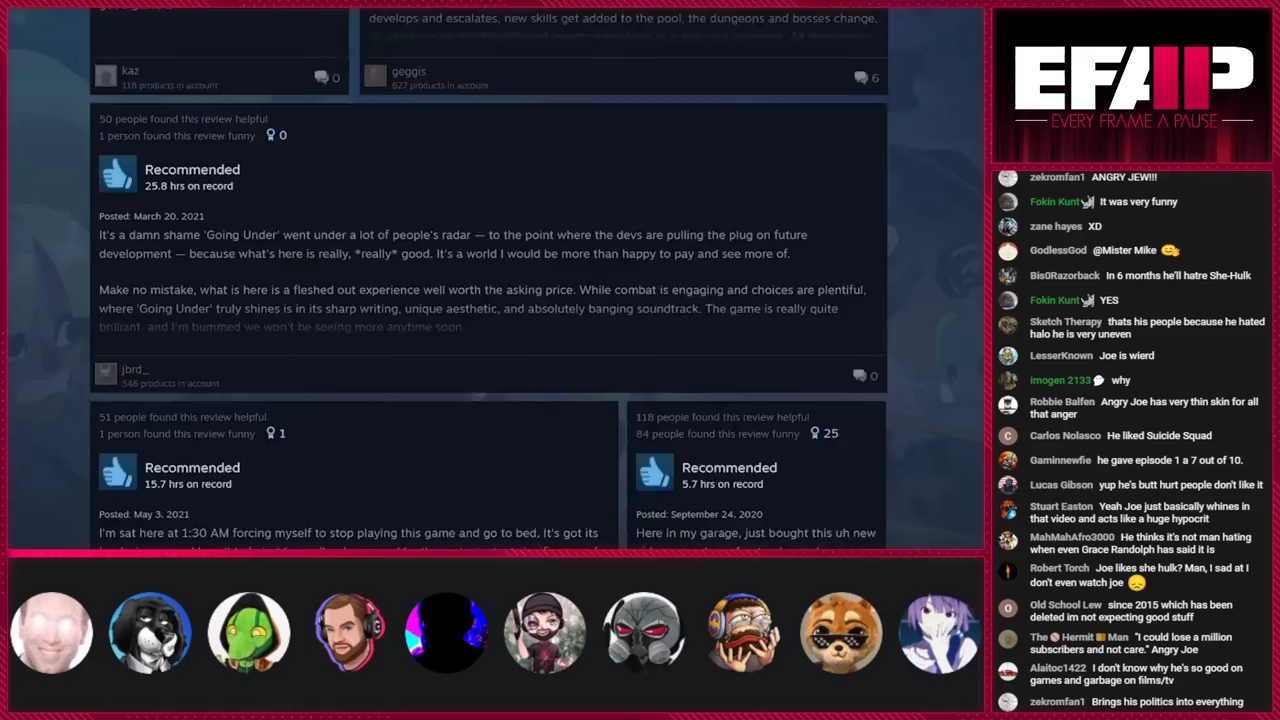 develops and escalates, new skills get added to the pool, the dungeons and bosses change,
kaz
118 products in account
0
geggis
627 products in account
6
50 people found this review helpful
1 person found this review funny 0
Recommended
25.8 hrs on record
Posted: March 20. 2021
It's a damn shame 'Going Under' went under a lot of people's radar — to the point where the devs are pulling the plug on future
development — because what's here is really, *really* good. It's a world I would be more than happy to pay and see more of.
Make no mistake, what is here is a fleshed out experience well worth the asking price. While combat is engaging and choices are plentiful,
where 'Going Under' truly shines is in its sharp writing, unique aesthetic, and absolutely banging soundtrack. The game is really quite
brilliant, and I'm bummed we won't be seeing more anytime soon.
jbrd_
546 products in account
0
51 people found this review helpful
1 person found this review funny 1
Recommended
15.7 hrs on record
Posted: May 3. 2021
I'm sat here at 1:30 AM forcing myself to stop playing this game and go to bed. It's got its
118 people found this review helpful
84 people found this review funny 25
Recommended
5.7 hrs on record
Posted: September 24. 2020
Here in my garage, just bought this uh new
EFAP
EVERY FRAME A PAUSE
zekromfan1 ANGRY JEW!!!
Fokin Kunt It was very funny
zane hayes XD
GodlessGod @Mister Mike
Bis0Razorback In 6 months he'll hatre She-Hulk
Fokin Kunt YES
Sketch Therapy thats his people because he hated
halo he is very uneven
LesserKnown Joe is wierd
imogen 2133 why
Robbie Balfen Angry Joe has very thin skin for all
that anger
Carlos Nolasco He liked Suicide Squad
Gaminnewfie he gave episode 1 a 7 out of 10.
Lucas Gibson yup he's butt hurt people don't like it
Stuart Easton Yeah Joe just basically whines in
that video and acts like a huge hypocrit
MahMahAfro3000 He thinks it's not man hating
when even Grace Randolph has said it is
Robert Torch Joe likes she hulk? Man, I sad at I
don't even watch joe
Old School Lew since 2015 which has been
deleted im not expecting good stuff
The Hermit Man "I could lose a million
subscribers and not care." Angry Joe
Alaitoc1422 I don't know why he's so good on
games and garbage on films/tv
zekromfan1 Brings his politics into everything